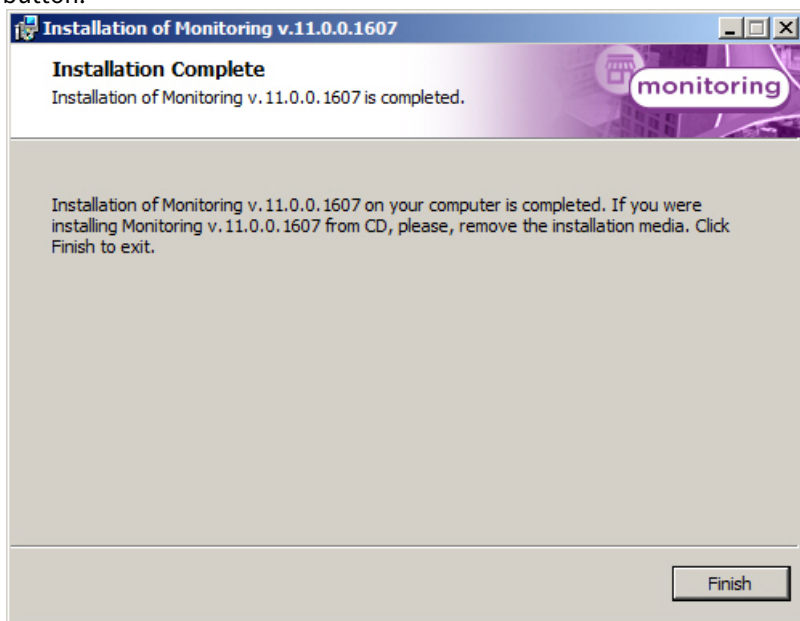 button.
Installation of Monitoring v.11.0.0.1607
Installation Complete
Installation of Monitoring v.11.0.0.1607 is completed.
monitoring
Installation of Monitoring v.11.0.0.1607 on your computer is completed. If you were
installing Monitoring v.11.0.0.1607 from CD, please, remove the installation media. Click
Finish to exit.
Finish